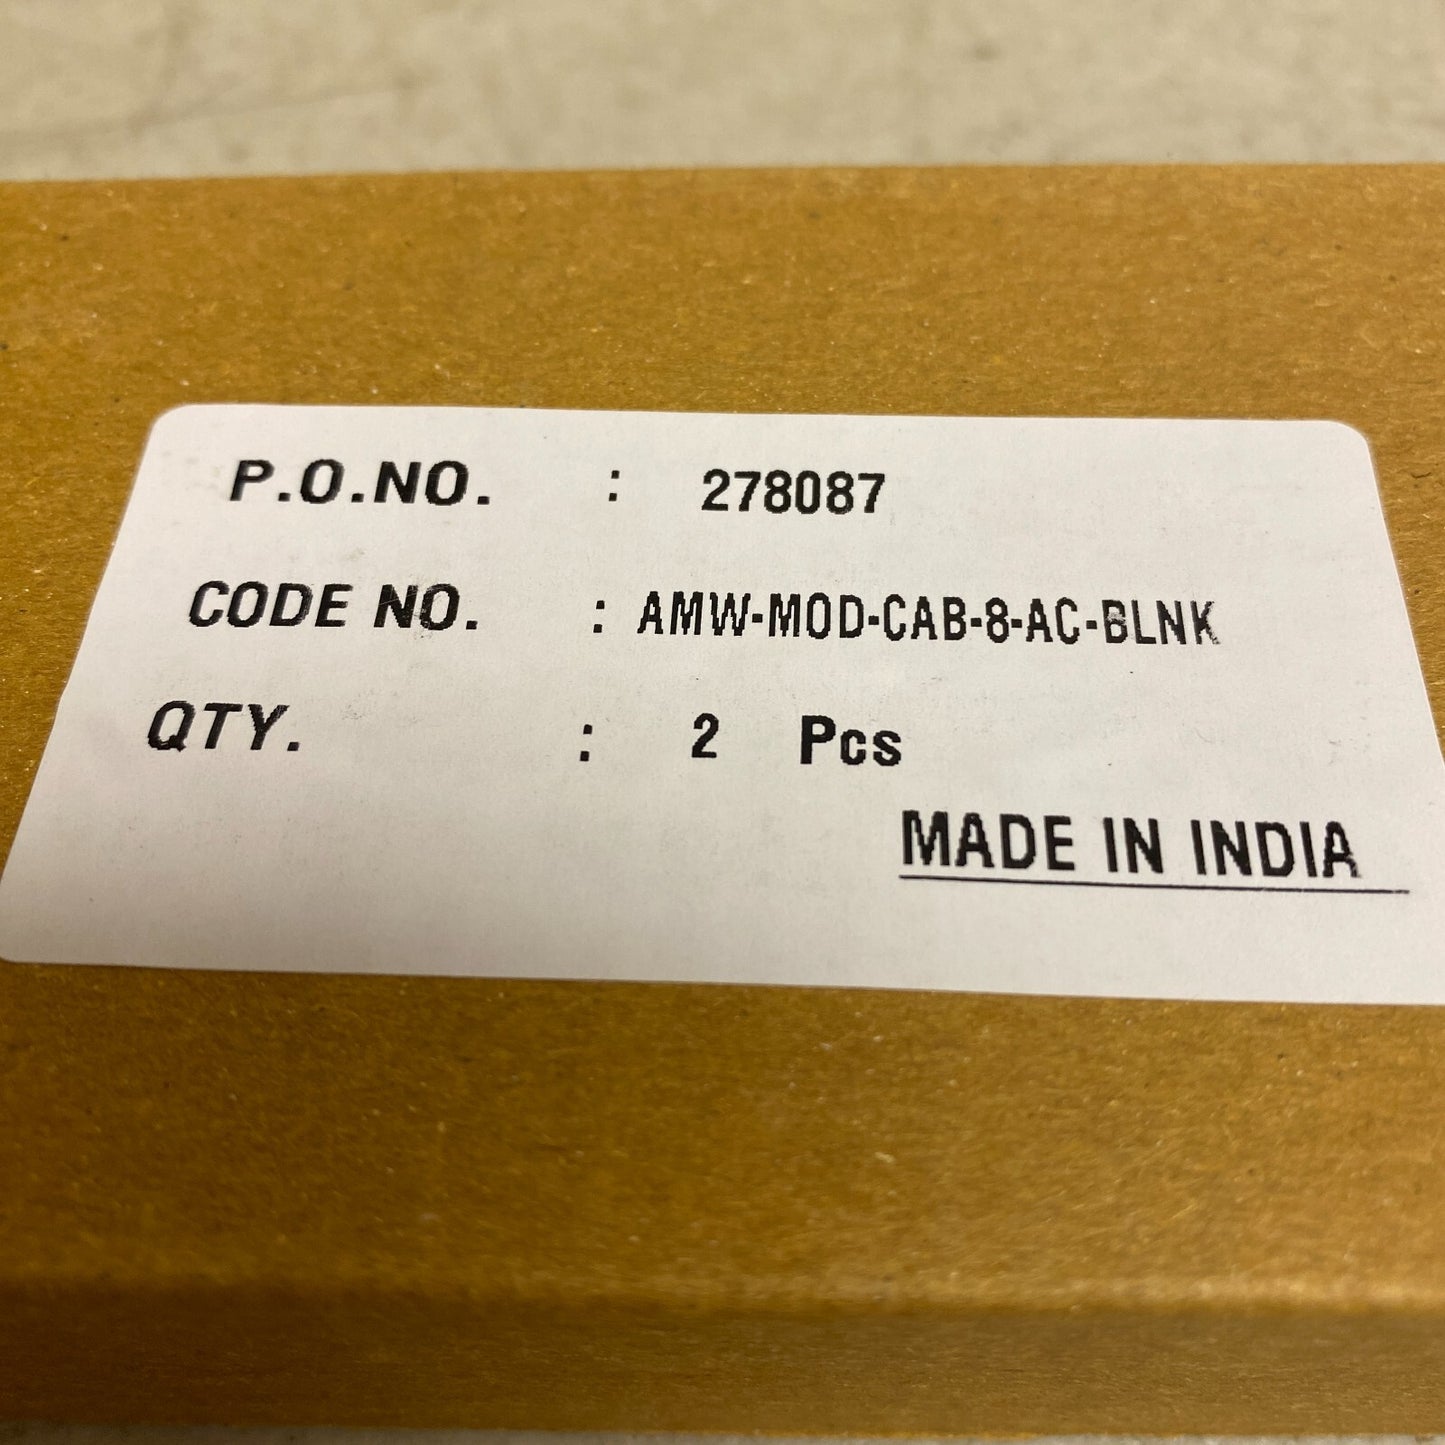 P.O.NO. : 278087
CODE NO. : AMW-MOD-CAB-8-AC-BLNK
QTY. : 2 Pcs
MADE IN INDIA